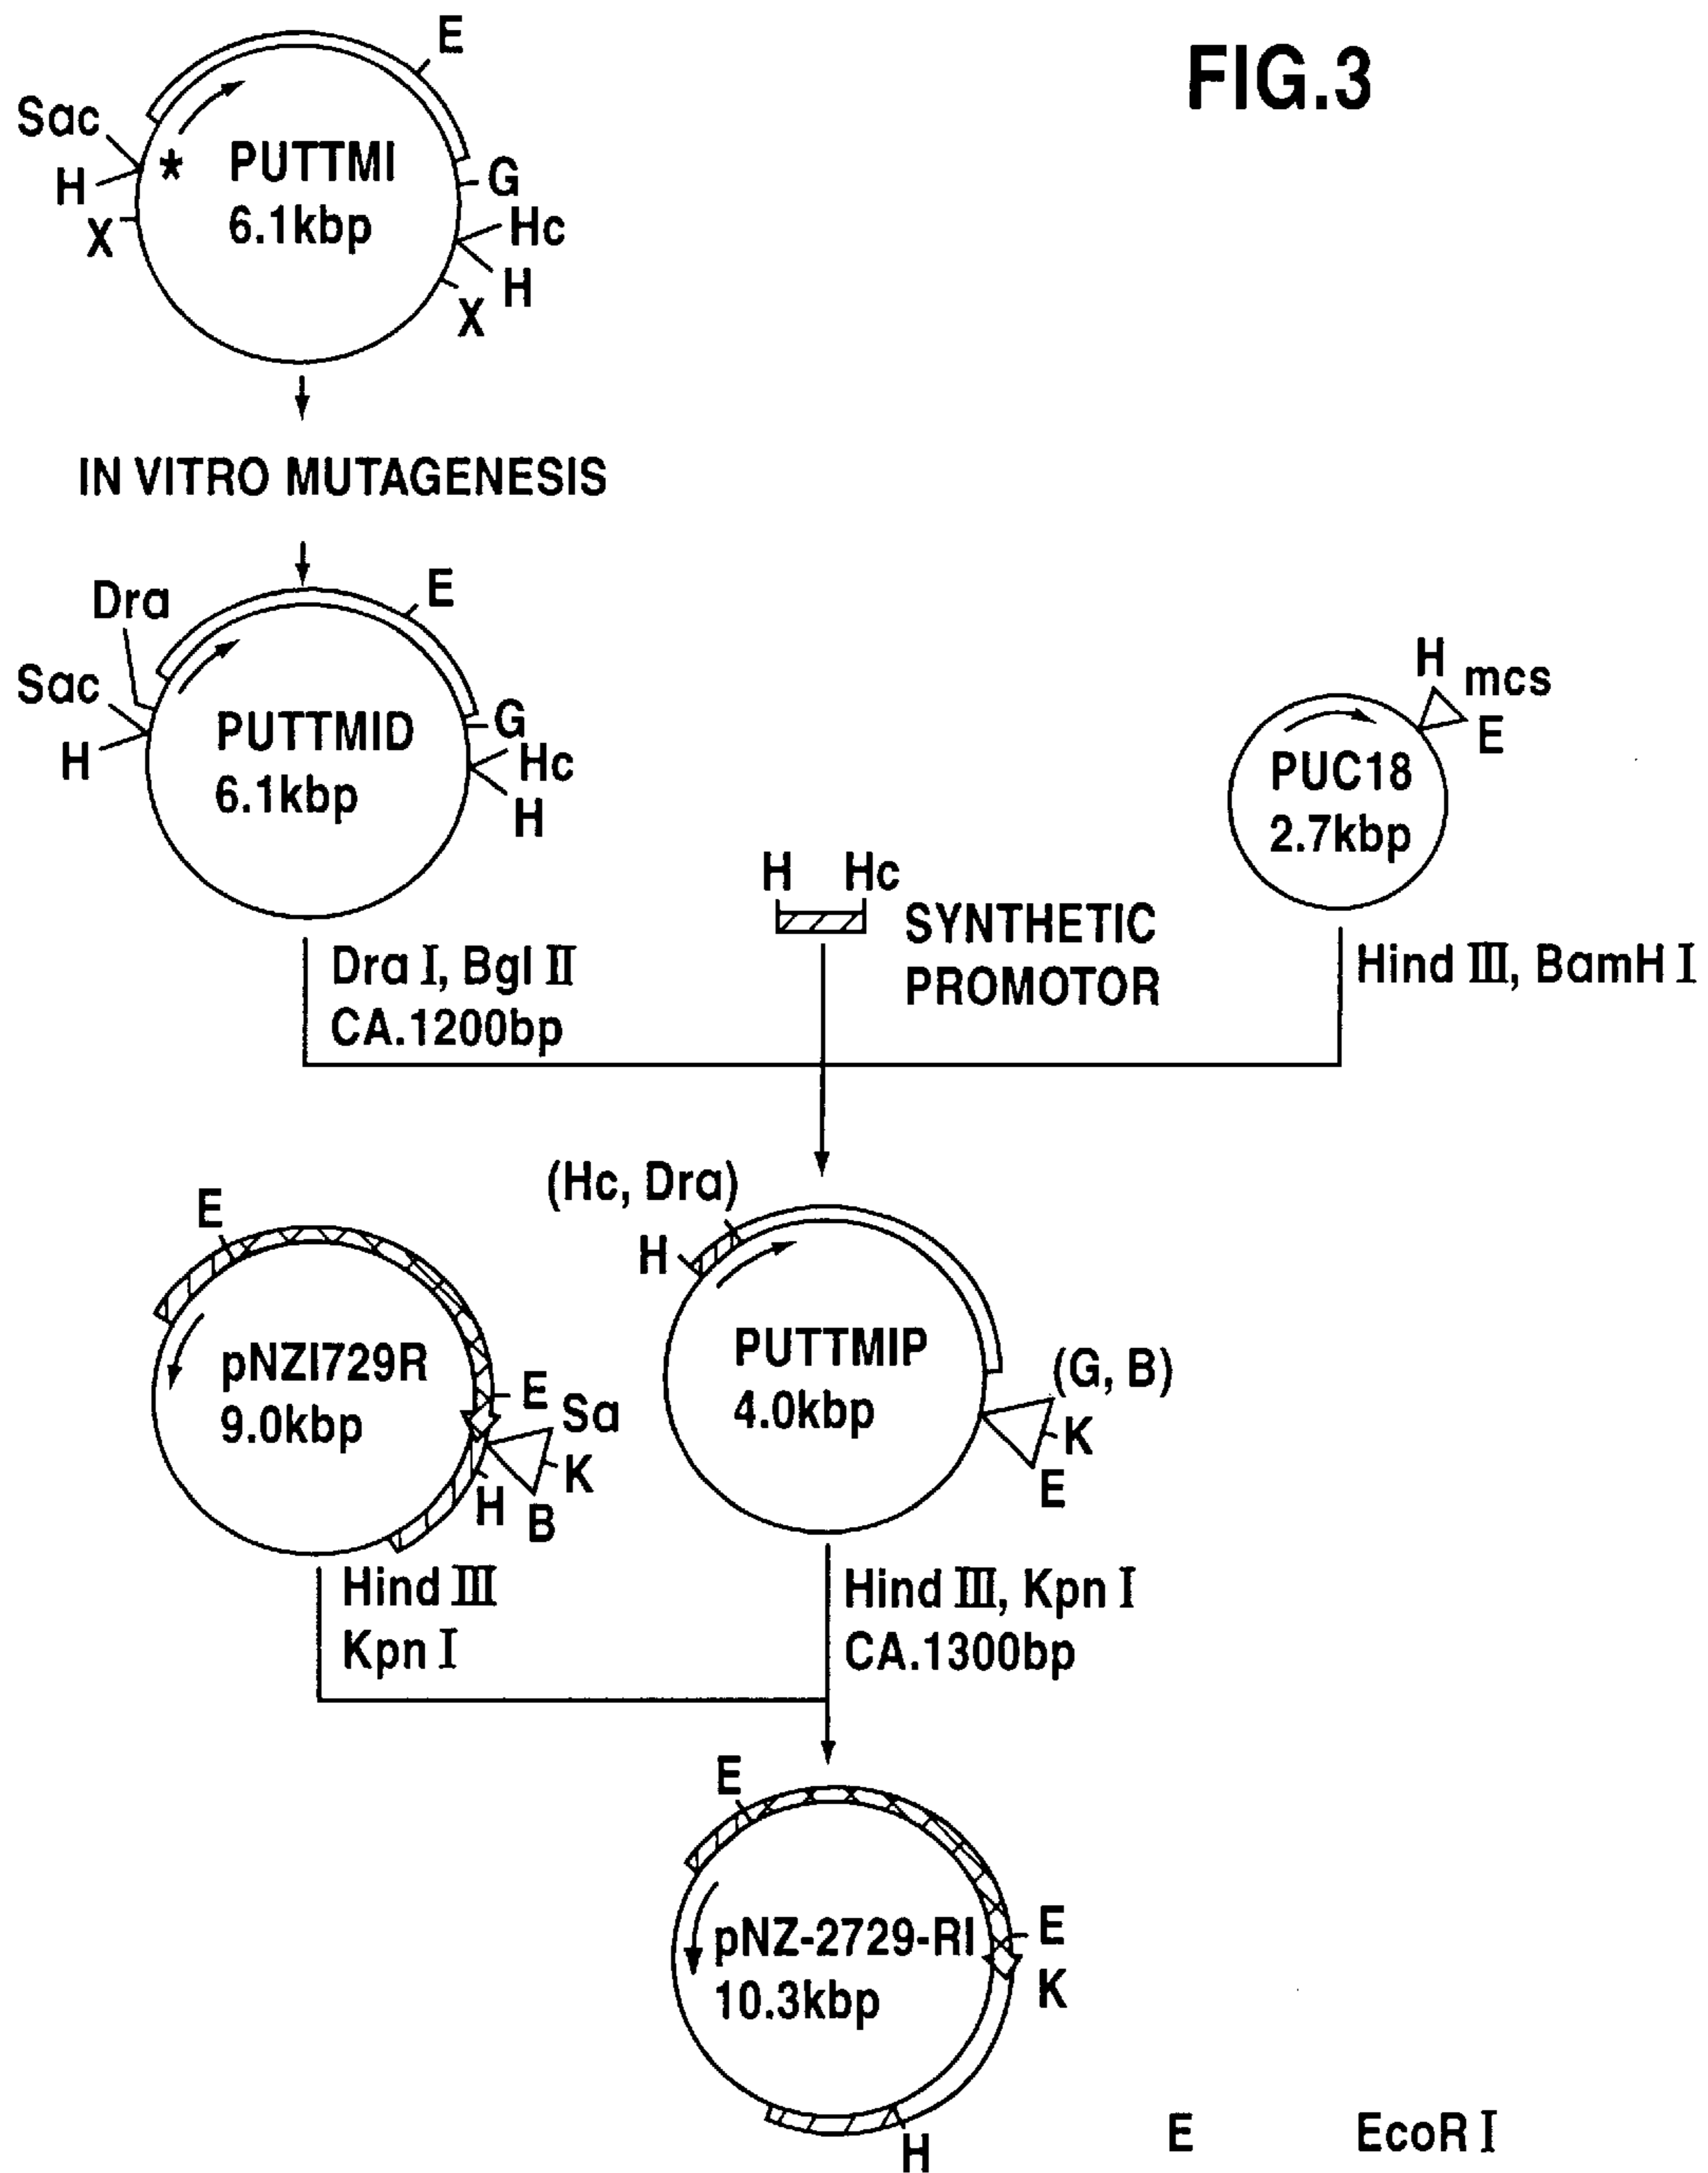 FIG.3
E
Sac
H
X
*
PUTTMI
6.1kbp
G
Hc
H
X
IN VITRO MUTAGENESIS
Dra
E
Sac
H
PUTTMID
6.1kbp
G
Hc
H
H mcs
E
PUC18
2.7kbp
H Hc
SYNTHETIC
PROMOTOR
Dra I, Bgl II
CA.1200bp
Hind III, BamH I
(Hc, Dra)
H
PUTTMIP
4.0kbp
(G, B)
K
E
E
pNZI729R
9.0kbp
E
Sa
K
H
B
Hind III
Kpn I
Hind III, Kpn I
CA.1300bp
E
pNZ-2729-RI
10.3kbp
E
K
H
E EcoR I